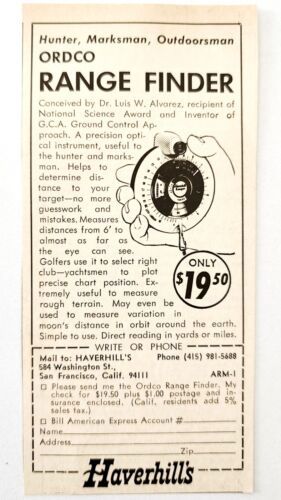 Hunter, Marksman, Outdoorsman
ORDCO
RANGE FINDER
Conceived by Dr. Luis W. Alvarez, recipient of
National Science Award and Inventor of
G.C.A. Ground Control Ap-
proach. A precision opti-
cal instrument, useful to
the hunter and marks-
man. Helps to
determine dis-
tance to your
target—no more
guesswork and
mistakes. Measures
distances from 6' to
almost as far as
the eye can see.
Golfers use it to select right
club—yachtsmen to plot
precise chart position. Ex-
tremely useful to measure
rough terrain. May even be
used to measure variation in
moon's distance in orbit around the earth.
Simple to use. Direct reading in yards or miles.
ONLY
$19.50
WRITE OR PHONE
Mail to: HAVERHILL'S Phone (415) 981-5688
584 Washington St.,
San Francisco, Calif. 94111 ARM-1
□ Please send me the Ordco Range Finder. My
check for $19.50 plus $1.00 postage and in-
surance enclosed. (Calif. residents add 5%
sales tax.)
□ Bill American Express Account #
Name
Address
Zip
Haverhill's